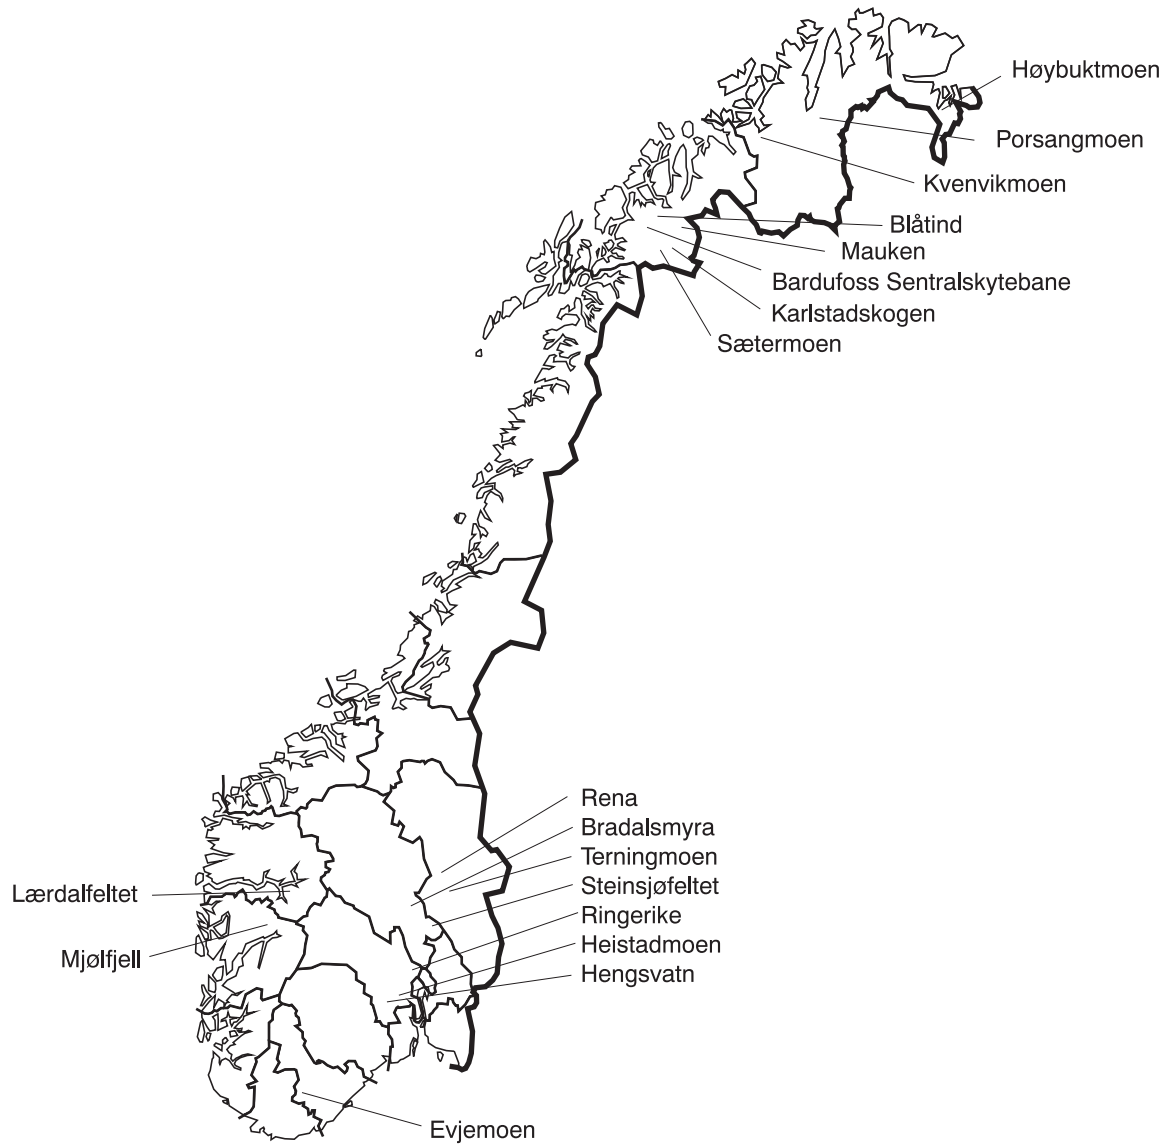 Høybuktmoen
Porsangmoen
Kvenvikmoen
Blåtind
Mauken
Bardufoss Sentralskytebane
Karlstadskogen
Sætermoen
Rena
Bradalsmyra
Terningmoen
Steinsjøfeltet
Lærdalfeltet
Ringerike
Heistadmoen
Mjølfjell
Hengsvatn
Evjemoen